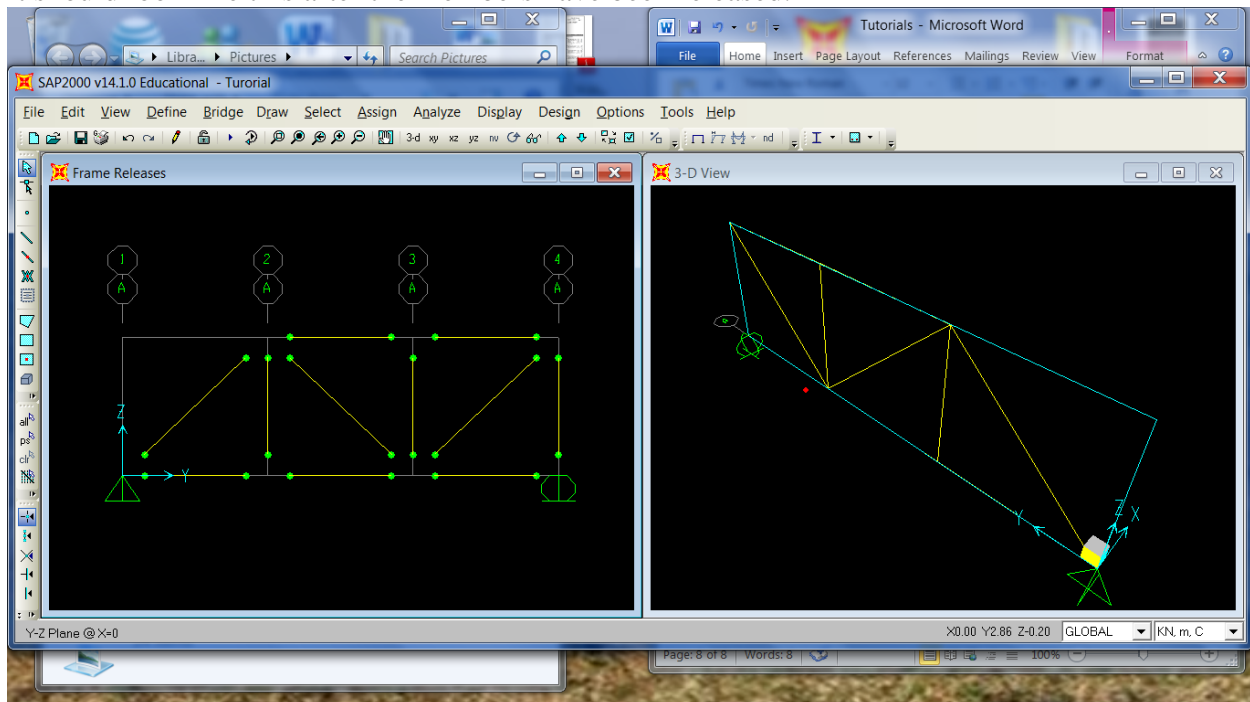 Tutorials - Microsoft Word
Libra... Pictures
Search Pictures
File Home Insert Page Layout References Mailings Review View Format
SAP2000 v14.1.0 Educational - Turorial
File Edit View Define Bridge Draw Select Assign Analyze Display Design Options Tools Help
3-d xy xz yz nv nd
Frame Releases
3-D View
1 2 3 4
A A A A
Z
Y
Z
X
Y
all
ps
clr
Y-Z Plane @ X=0
X0.00 Y2.86 Z-0.20 GLOBAL KN, m, C
Page: 8 of 8 Words: 8 100%